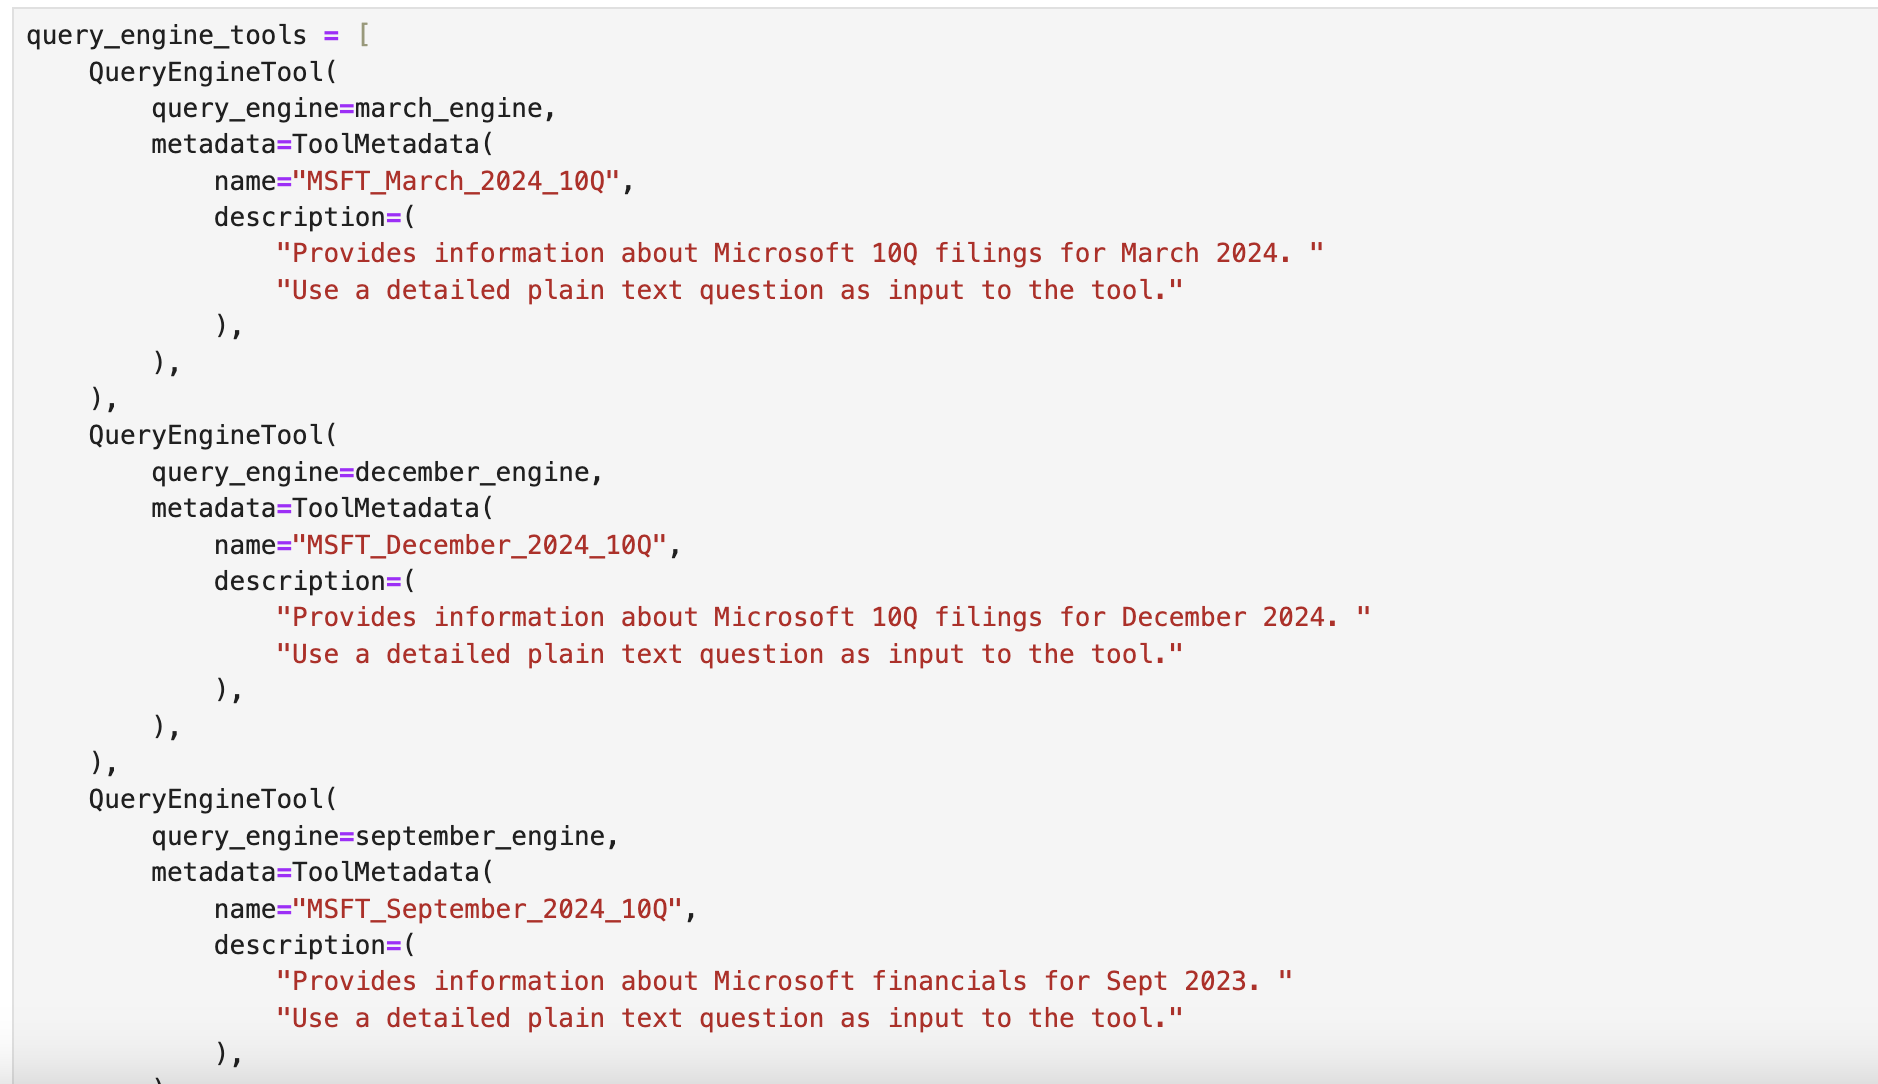 query_engine_tools = [
    QueryEngineTool(
        query_engine=march_engine,
        metadata=ToolMetadata(
            name="MSFT_March_2024_10Q",
            description=(
                "Provides information about Microsoft 10Q filings for March 2024. "
                "Use a detailed plain text question as input to the tool."
            ),
        ),
    ),
    QueryEngineTool(
        query_engine=december_engine,
        metadata=ToolMetadata(
            name="MSFT_December_2024_10Q",
            description=(
                "Provides information about Microsoft 10Q filings for December 2024. "
                "Use a detailed plain text question as input to the tool."
            ),
        ),
    ),
    QueryEngineTool(
        query_engine=september_engine,
        metadata=ToolMetadata(
            name="MSFT_September_2024_10Q",
            description=(
                "Provides information about Microsoft financials for Sept 2023. "
                "Use a detailed plain text question as input to the tool."
            ),